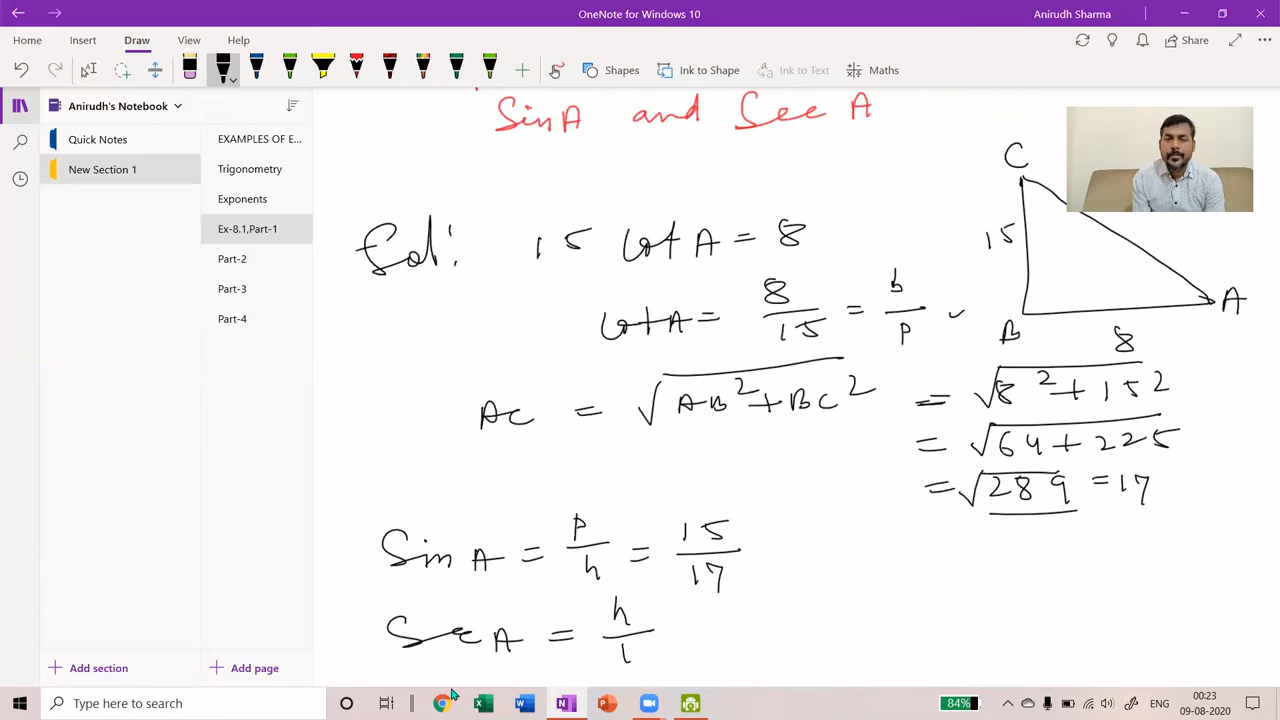 OneNote for Windows 10
Anirudh Sharma
Home Insert Draw View Help
Share
Shapes Ink to Shape Ink to Text Maths
Anirudh's Notebook
Quick Notes
New Section 1
EXAMPLES OF E...
Trigonometry
Exponents
Ex-8.1,Part-1
Part-2
Part-3
Part-4
Add section
Add page
Sin A and Sec A
Sol: 15 Cot A = 8
Cot A = 8/15 = b/p
AC = √(AB² + BC²) = √(8² + 15²)
= √(64 + 225)
= √289 = 17
Sin A = p/h = 15/17
Sec A = h/
C
15
B
8
A
Type here to search
84%
ENG
00:23
09-08-2020